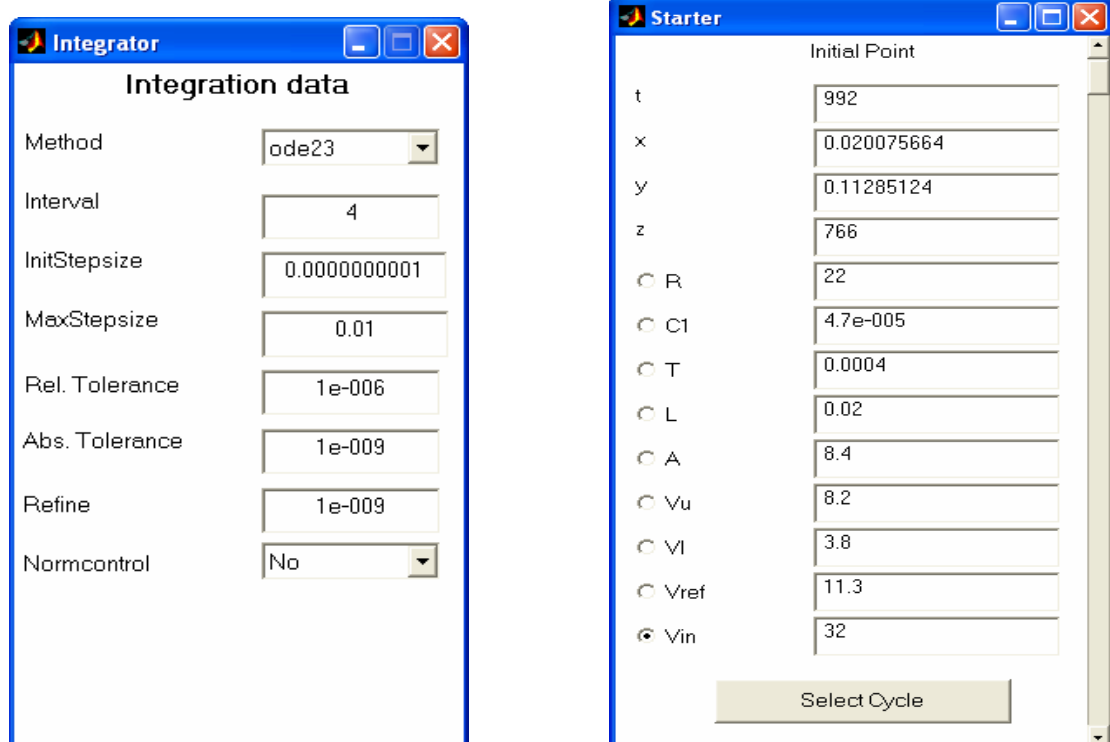 Integrator
Integration data
Method ode23
Interval 4
InitStepsize 0.0000000001
MaxStepsize 0.01
Rel. Tolerance 1e-006
Abs. Tolerance 1e-009
Refine 1e-009
Normcontrol No
Starter
Initial Point
t 992
x 0.020075664
y 0.11285124
z 766
R 22
C1 4.7e-005
T 0.0004
L 0.02
A 8.4
Vu 8.2
Vl 3.8
Vref 11.3
Vin 32
Select Cycle